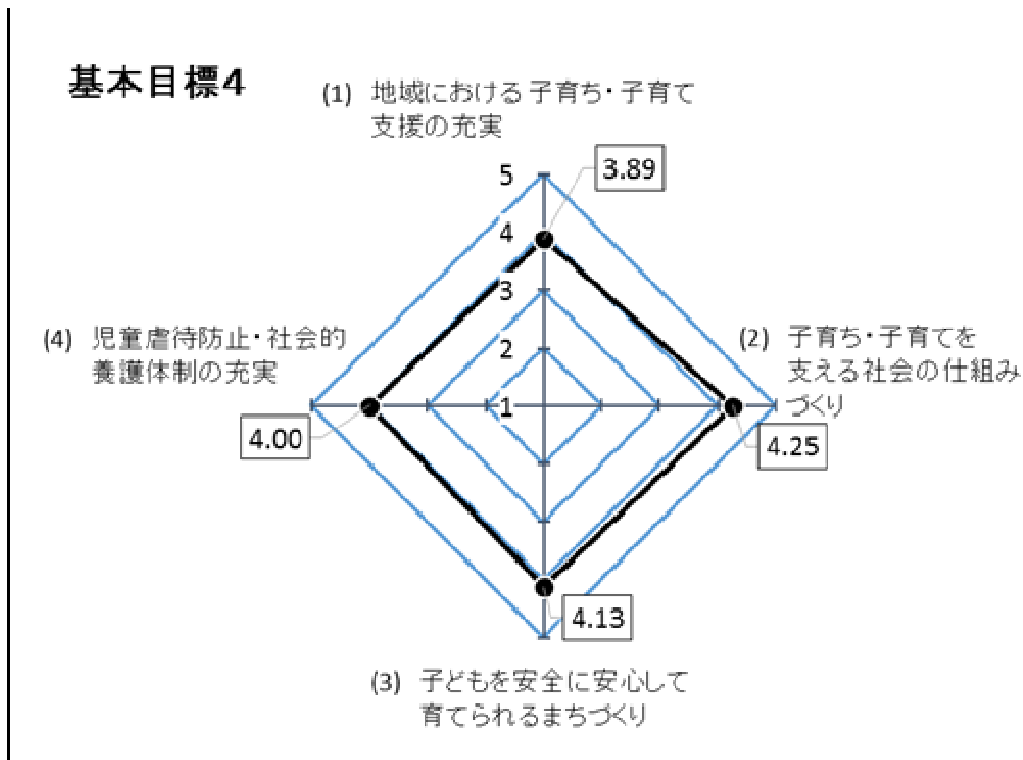 基本目標4
(1) 地域における子育ち・子育て
支援の充実
3.89
5
4
3
2
1
(4) 児童虐待防止・社会的
養護体制の充実
4.00
(2) 子育ち・子育てを
支える社会の仕組み
づくり
4.25
4.13
(3) 子どもを安全に安心して
育てられるまちづくり